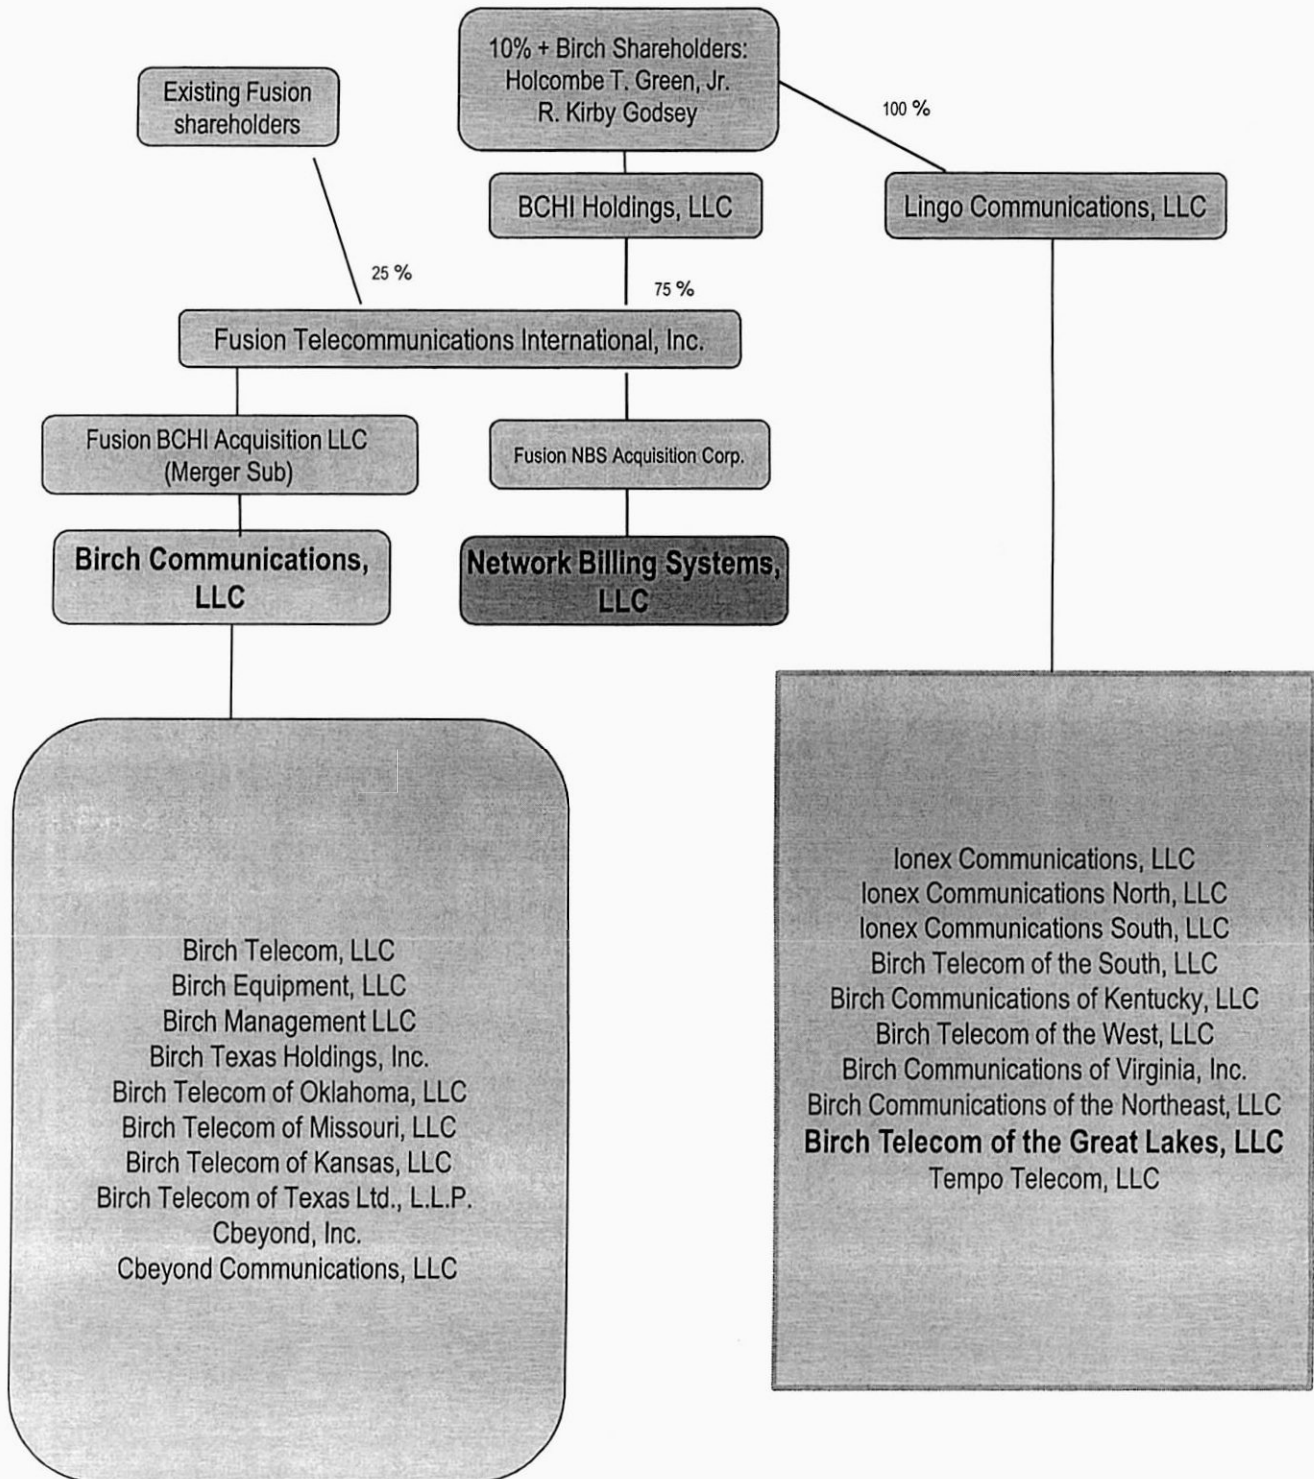 10% + Birch Shareholders:
Holcombe T. Green, Jr.
R. Kirby Godsey
Existing Fusion
shareholders
100 %
BCHI Holdings, LLC
Lingo Communications, LLC
25 %
75 %
Fusion Telecommunications International, Inc.
Fusion BCHI Acquisition LLC
(Merger Sub)
Fusion NBS Acquisition Corp.
Birch Communications,
LLC
Network Billing Systems,
LLC
Birch Telecom, LLC
Birch Equipment, LLC
Birch Management LLC
Birch Texas Holdings, Inc.
Birch Telecom of Oklahoma, LLC
Birch Telecom of Missouri, LLC
Birch Telecom of Kansas, LLC
Birch Telecom of Texas Ltd., L.L.P.
Cbeyond, Inc.
Cbeyond Communications, LLC
Ionex Communications, LLC
Ionex Communications North, LLC
Ionex Communications South, LLC
Birch Telecom of the South, LLC
Birch Communications of Kentucky, LLC
Birch Telecom of the West, LLC
Birch Communications of Virginia, Inc.
Birch Communications of the Northeast, LLC
Birch Telecom of the Great Lakes, LLC
Tempo Telecom, LLC